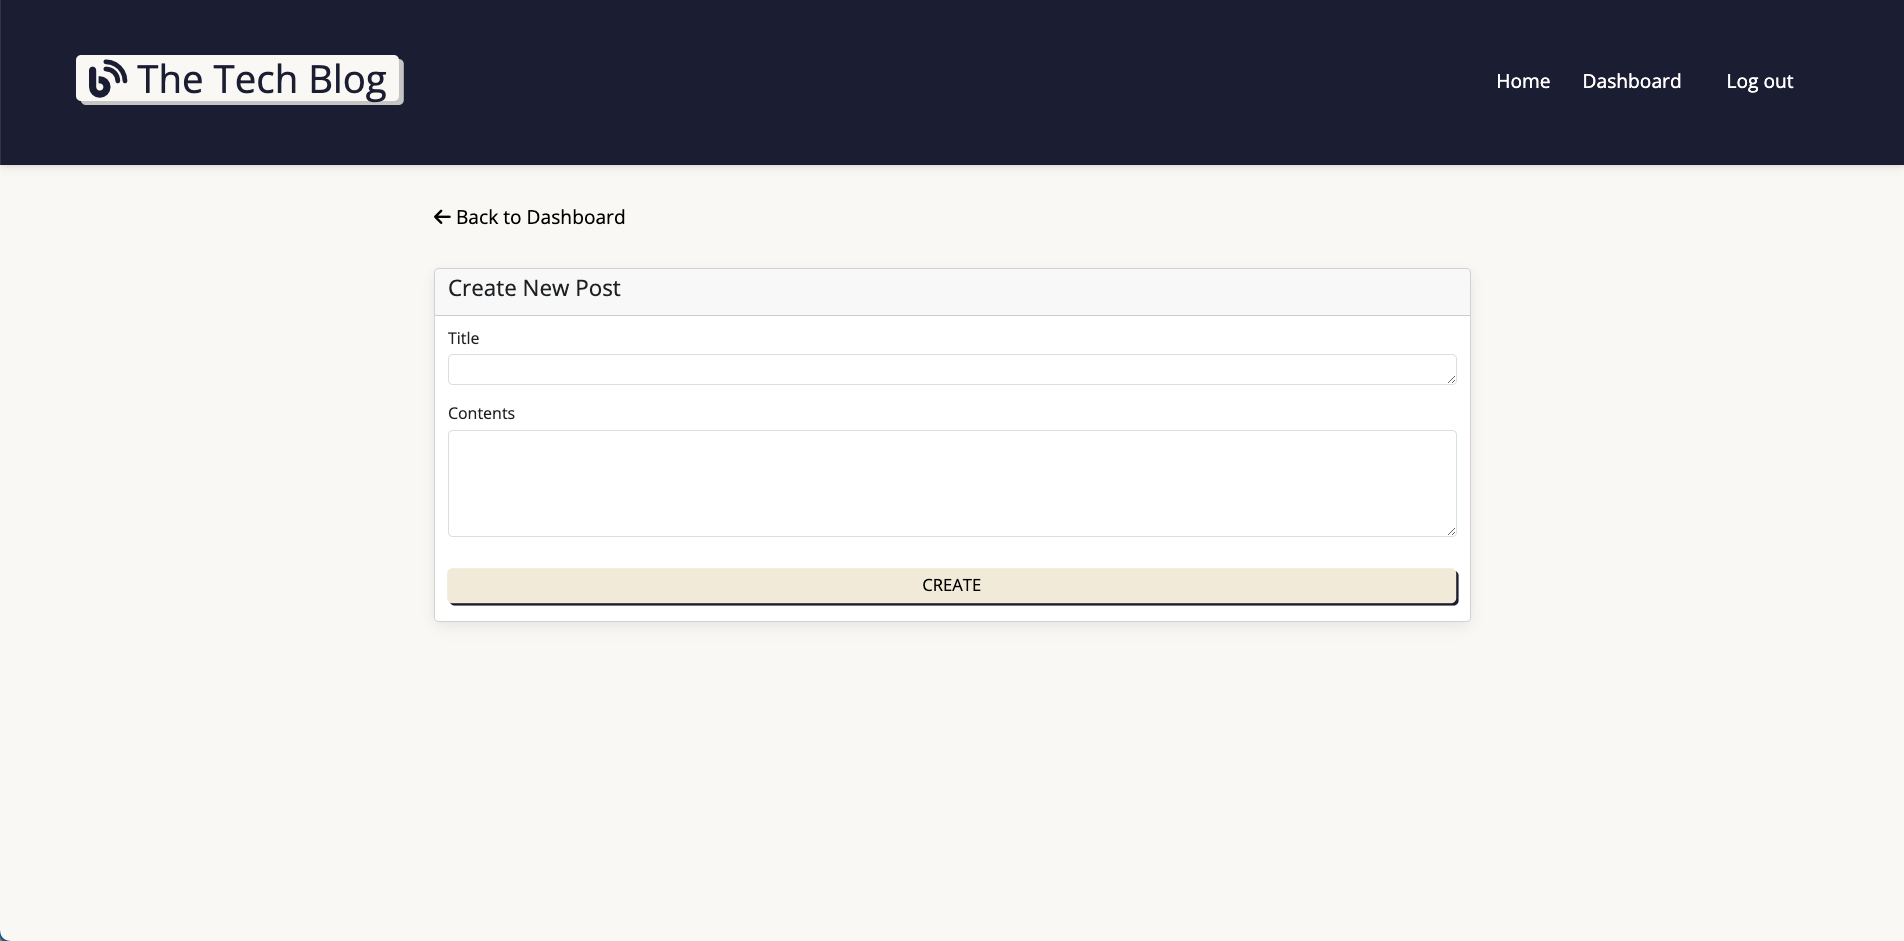 The Tech Blog
Home Dashboard Log out
Back to Dashboard
Create New Post
Title
Contents
CREATE